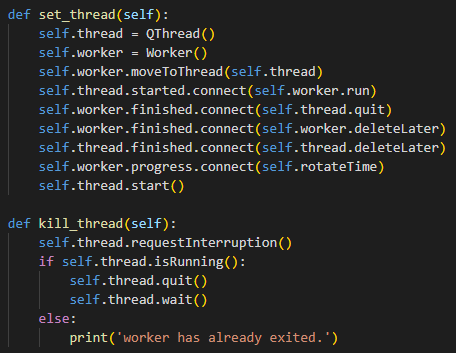 def set_thread(self):
    self.thread = QThread()
    self.worker = Worker()
    self.worker.moveToThread(self.thread)
    self.thread.started.connect(self.worker.run)
    self.worker.finished.connect(self.thread.quit)
    self.worker.finished.connect(self.worker.deleteLater)
    self.thread.finished.connect(self.thread.deleteLater)
    self.worker.progress.connect(self.rotateTime)
    self.thread.start()

def kill_thread(self):
    self.thread.requestInterruption()
    if self.thread.isRunning():
        self.thread.quit()
        self.thread.wait()
    else:
        print('worker has already exited.')